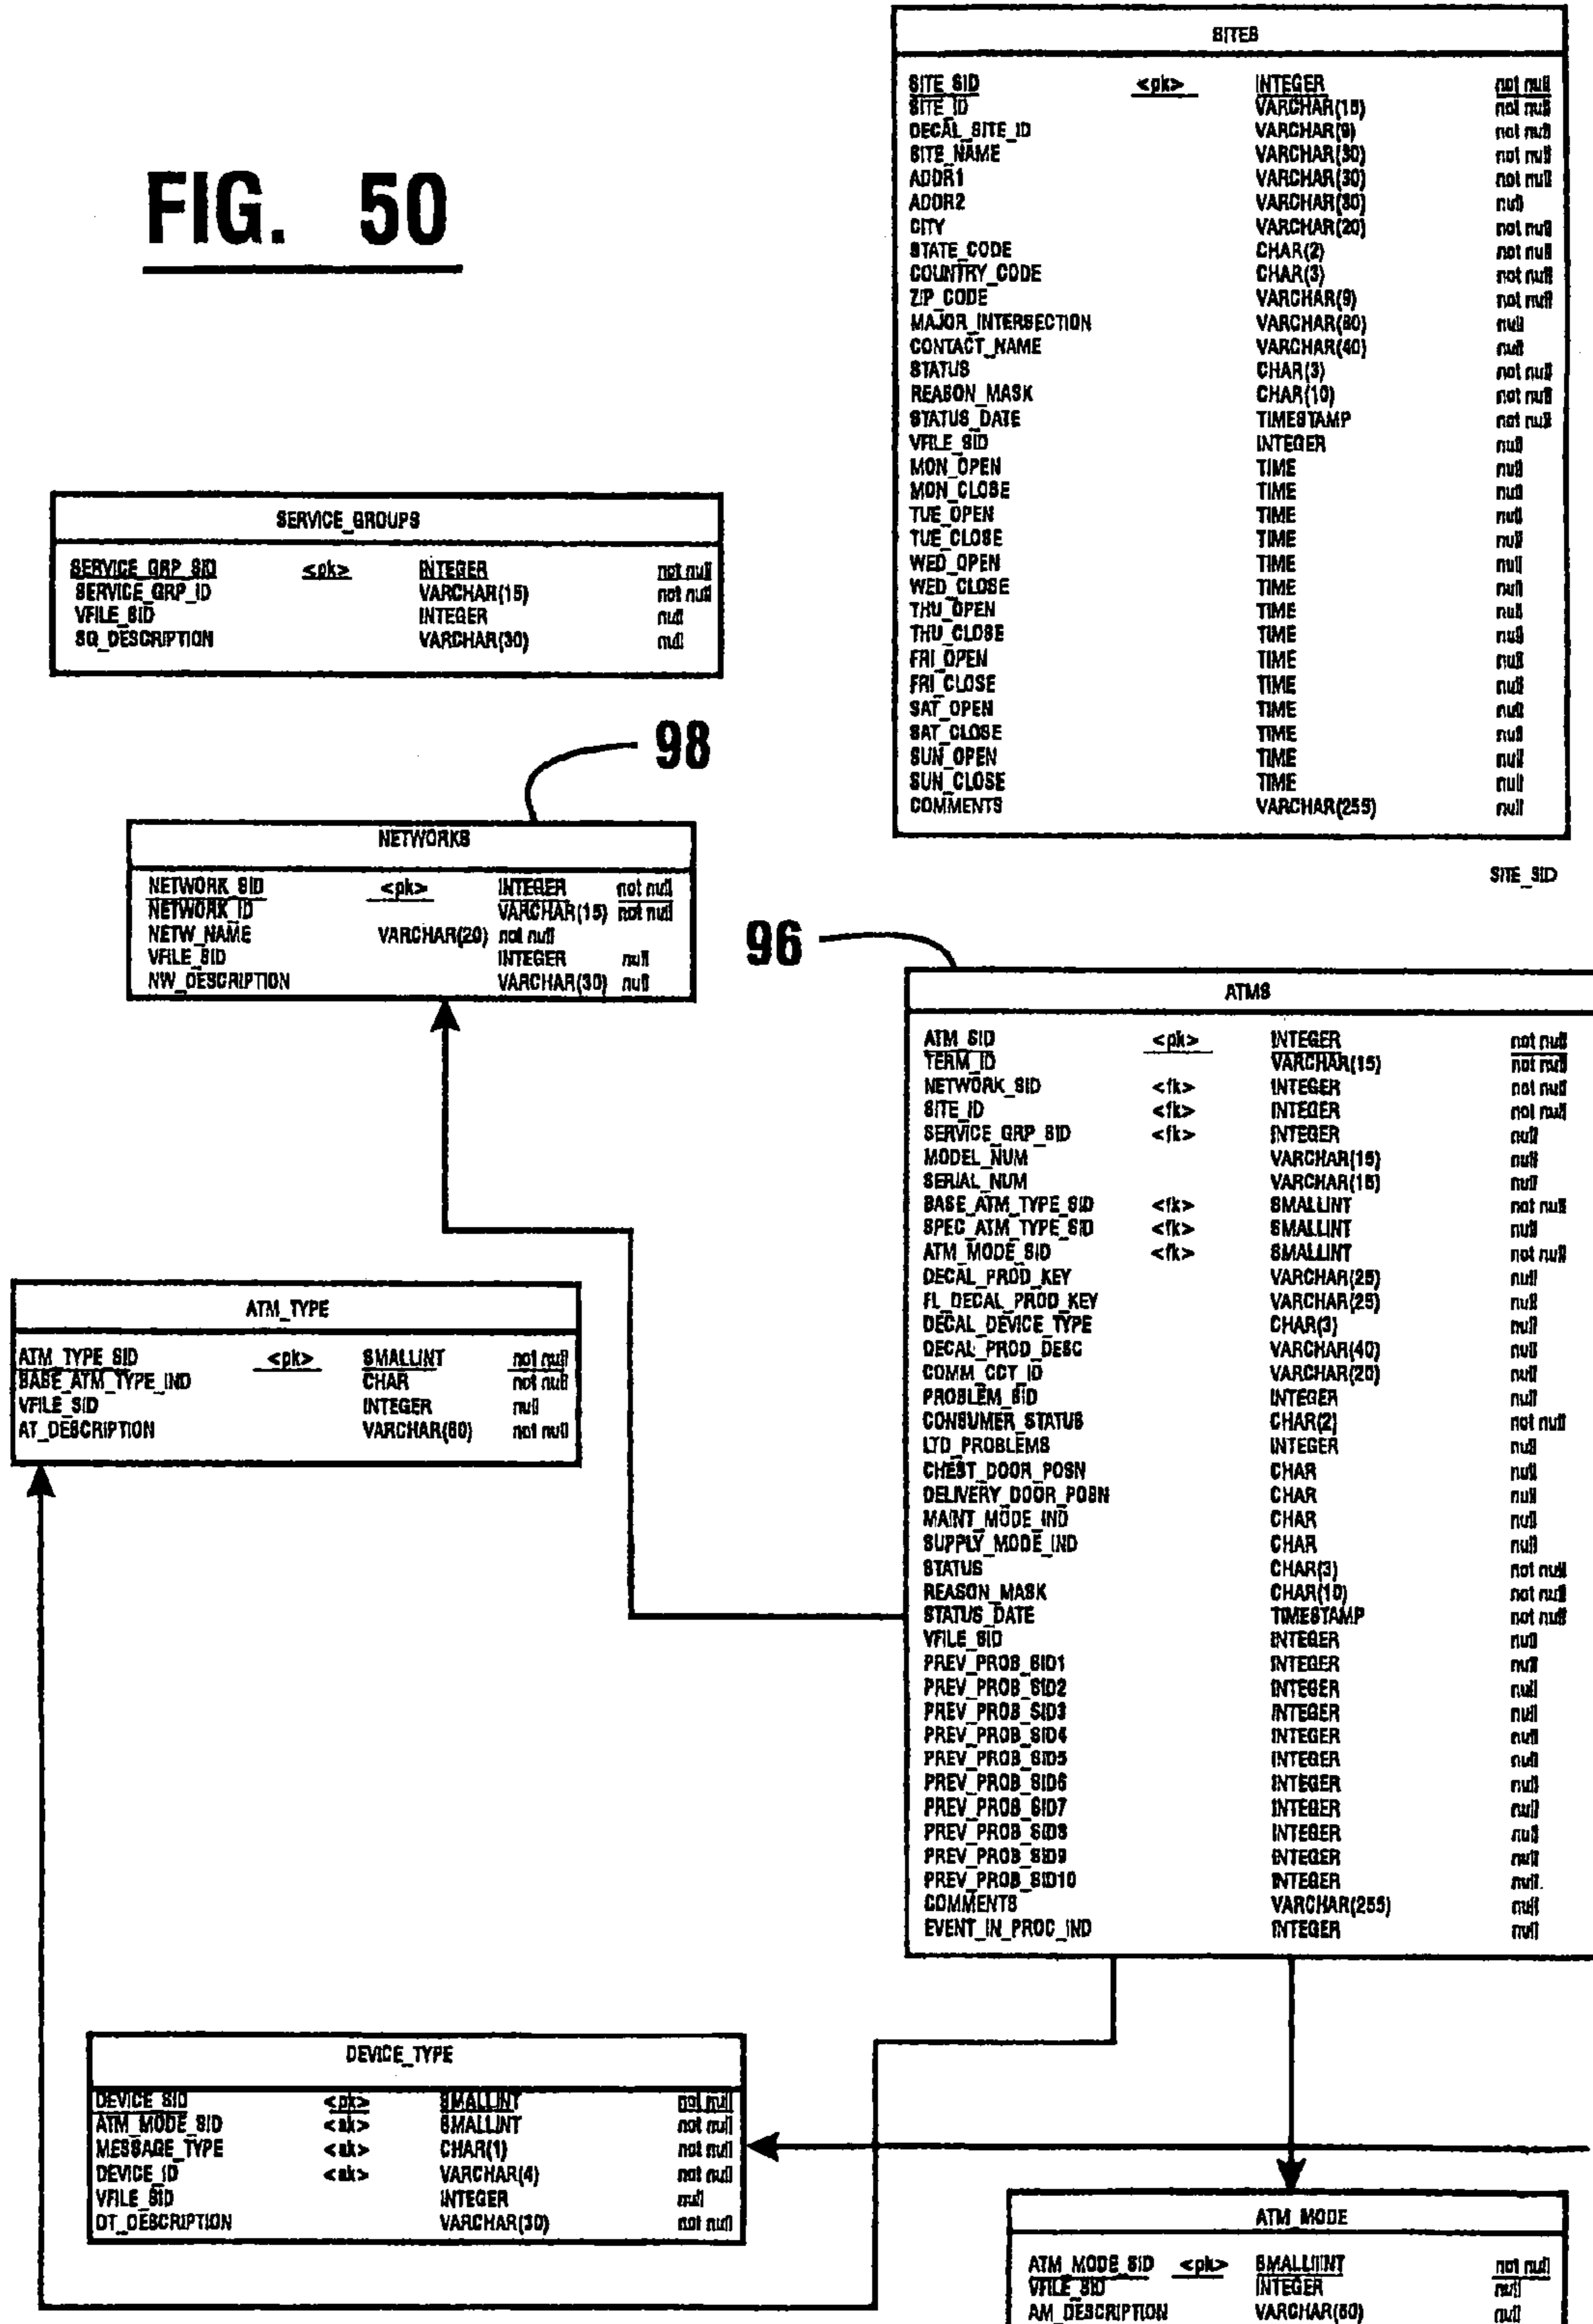 FIG. 50
SITES
SITE_SID <pk> INTEGER not null
SITE_ID VARCHAR(15) not null
DECAL_SITE_ID VARCHAR(9) not null
SITE_NAME VARCHAR(30) not null
ADDR1 VARCHAR(30) not null
ADDR2 VARCHAR(30) null
CITY VARCHAR(20) not null
STATE_CODE CHAR(2) not null
COUNTRY_CODE CHAR(3) not null
ZIP_CODE VARCHAR(9) not null
MAJOR_INTERSECTION VARCHAR(80) null
CONTACT_NAME VARCHAR(40) null
STATUS CHAR(3) not null
REASON_MASK CHAR(10) not null
STATUS_DATE TIMESTAMP not null
VFILE_SID INTEGER null
MON_OPEN TIME null
MON_CLOSE TIME null
TUE_OPEN TIME null
TUE_CLOSE TIME null
WED_OPEN TIME null
WED_CLOSE TIME null
THU_OPEN TIME null
THU_CLOSE TIME null
FRI_OPEN TIME null
FRI_CLOSE TIME null
SAT_OPEN TIME null
SAT_CLOSE TIME null
SUN_OPEN TIME null
SUN_CLOSE TIME null
COMMENTS VARCHAR(255) null
SITE_SID
SERVICE_GROUPS
SERVICE_GRP_SID <pk> INTEGER not null
SERVICE_GRP_ID VARCHAR(15) not null
VFILE_SID INTEGER null
SG_DESCRIPTION VARCHAR(30) null
98
NETWORKS
NETWORK_SID <pk> INTEGER not null
NETWORK_ID VARCHAR(15) not null
NETW_NAME VARCHAR(20) not null
VFILE_SID INTEGER null
NW_DESCRIPTION VARCHAR(30) null
96
ATMS
ATM_SID <pk> INTEGER not null
TERM_ID VARCHAR(15) not null
NETWORK_SID <fk> INTEGER not null
SITE_ID <fk> INTEGER not null
SERVICE_GRP_SID <fk> INTEGER null
MODEL_NUM VARCHAR(15) null
SERIAL_NUM VARCHAR(15) null
BASE_ATM_TYPE_SID <fk> SMALLINT not null
SPEC_ATM_TYPE_SID <fk> SMALLINT null
ATM_MODE_SID <fk> SMALLINT not null
DECAL_PROD_KEY VARCHAR(25) null
FL_DECAL_PROD_KEY VARCHAR(25) null
DECAL_DEVICE_TYPE CHAR(3) null
DECAL_PROD_DESC VARCHAR(40) null
COMM_CCT_ID VARCHAR(20) null
PROBLEM_SID INTEGER null
CONSUMER_STATUS CHAR(2) not null
LTD_PROBLEMS INTEGER null
CHEST_DOOR_POSN CHAR null
DELIVERY_DOOR_POSN CHAR null
MAINT_MODE_IND CHAR null
SUPPLY_MODE_IND CHAR null
STATUS CHAR(3) not null
REASON_MASK CHAR(10) not null
STATUS_DATE TIMESTAMP not null
VFILE_SID INTEGER null
PREV_PROB_SID1 INTEGER null
PREV_PROB_SID2 INTEGER null
PREV_PROB_SID3 INTEGER null
PREV_PROB_SID4 INTEGER null
PREV_PROB_SID5 INTEGER null
PREV_PROB_SID6 INTEGER null
PREV_PROB_SID7 INTEGER null
PREV_PROB_SID8 INTEGER null
PREV_PROB_SID9 INTEGER null
PREV_PROB_SID10 INTEGER null.
COMMENTS VARCHAR(255) null
EVENT_IN_PROC_IND INTEGER null
ATM_TYPE
ATM_TYPE_SID <pk> SMALLINT not null
BASE_ATM_TYPE_IND CHAR not null
VFILE_SID INTEGER null
AT_DESCRIPTION VARCHAR(60) not null
DEVICE_TYPE
DEVICE_SID <pk> SMALLINT not null
ATM_MODE_SID <ak> SMALLINT not null
MESSAGE_TYPE <ak> CHAR(1) not null
DEVICE_ID <ak> VARCHAR(4) not null
VFILE_SID INTEGER null
DT_DESCRIPTION VARCHAR(30) not null
ATM_MODE
ATM_MODE_SID <pk> SMALLIINT not null
VFILE_SID INTEGER null
AM_DESCRIPTION VARCHAR(60) null